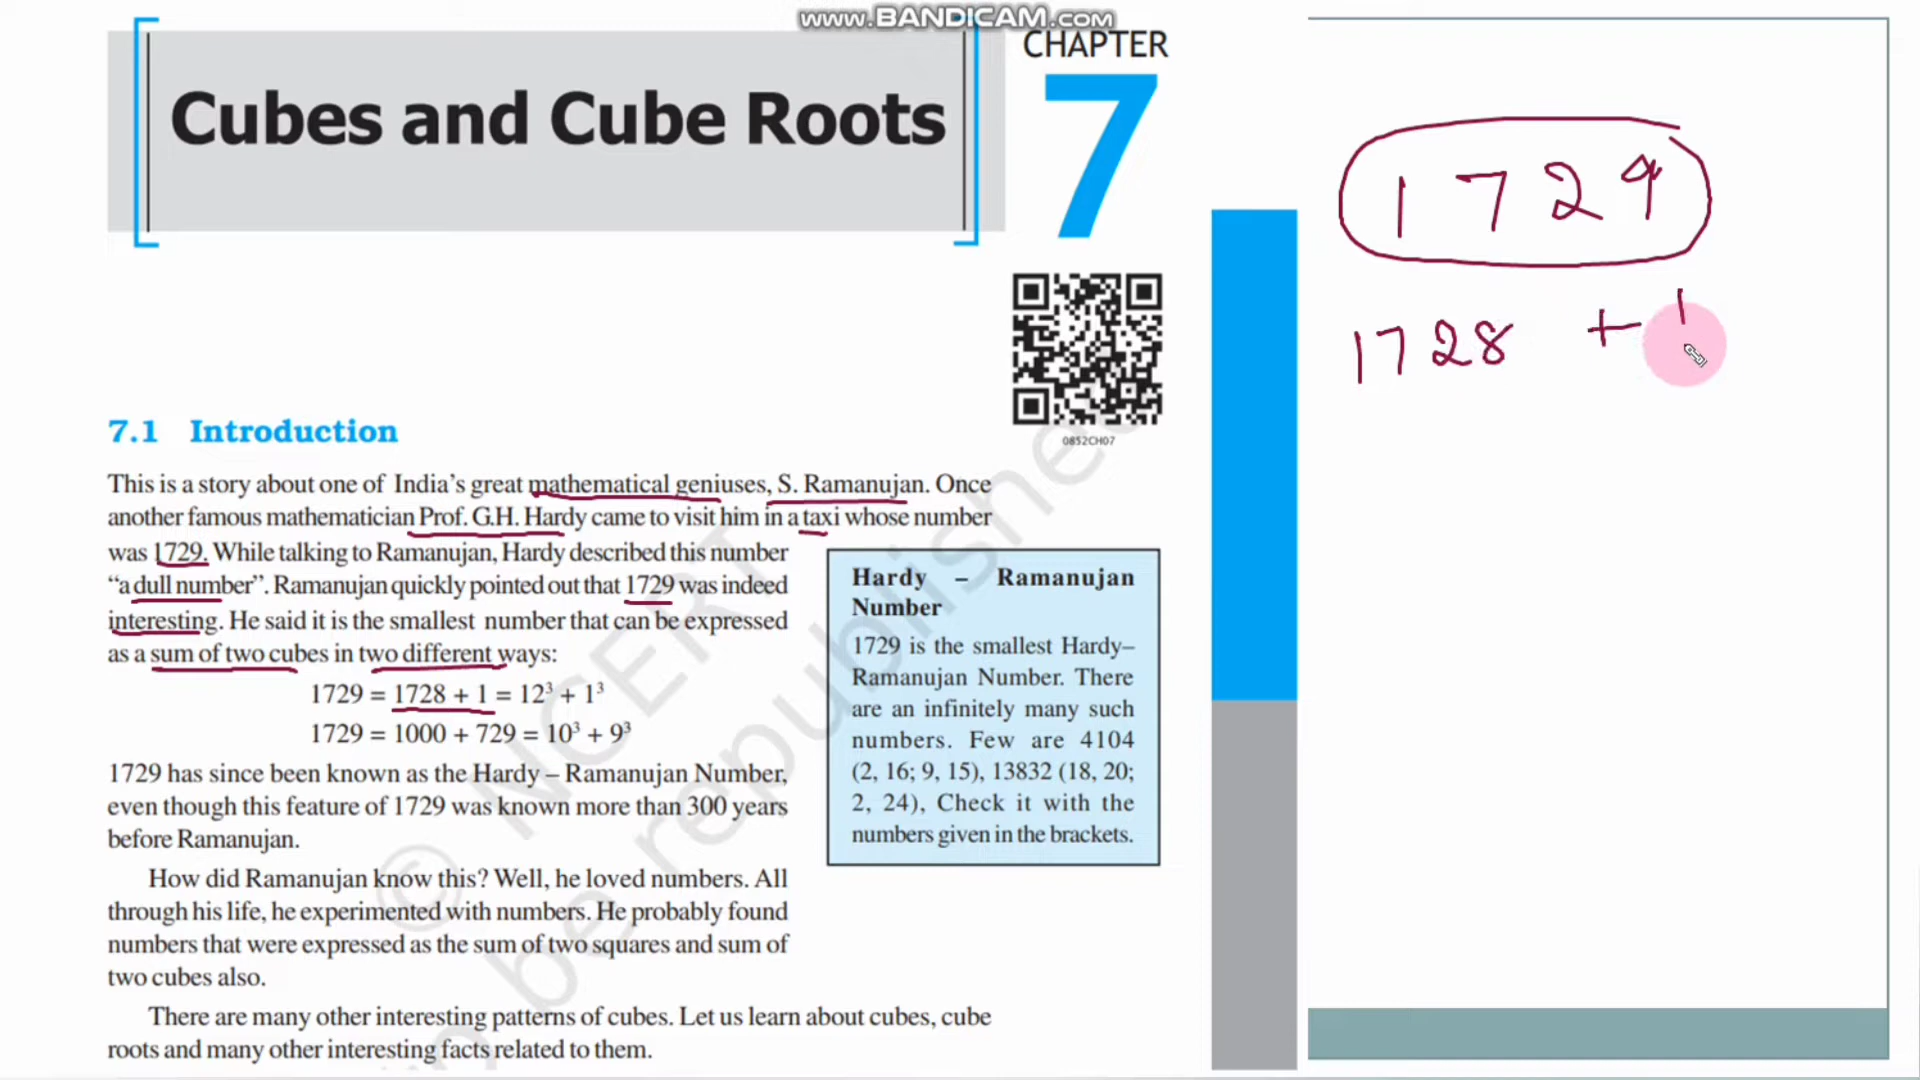 www.BANDICAM.com
CHAPTER
7
Cubes and Cube Roots
1 7 2 9
1728 + 1
0852CH07
7.1 Introduction
This is a story about one of India's great mathematical geniuses, S. Ramanujan. Once
another famous mathematician Prof. G.H. Hardy came to visit him in a taxi whose number
was 1729. While talking to Ramanujan, Hardy described this number
"a dull number". Ramanujan quickly pointed out that 1729 was indeed
interesting. He said it is the smallest number that can be expressed
as a sum of two cubes in two different ways:
1729 = 1728 + 1 = 12³ + 1³
1729 = 1000 + 729 = 10³ + 9³
1729 has since been known as the Hardy – Ramanujan Number,
even though this feature of 1729 was known more than 300 years
before Ramanujan.
How did Ramanujan know this? Well, he loved numbers. All
through his life, he experimented with numbers. He probably found
numbers that were expressed as the sum of two squares and sum of
two cubes also.
There are many other interesting patterns of cubes. Let us learn about cubes, cube
roots and many other interesting facts related to them.
Hardy – Ramanujan
Number
1729 is the smallest Hardy–
Ramanujan Number. There
are an infinitely many such
numbers. Few are 4104
(2, 16; 9, 15), 13832 (18, 20;
2, 24), Check it with the
numbers given in the brackets.
© NCERT
be republished